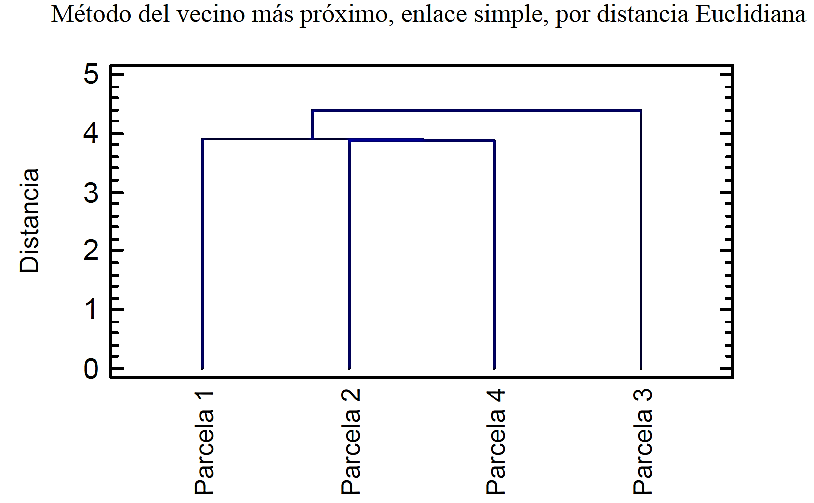 Método del vecino más próximo, enlace simple, por distancia Euclidiana
5
4
3
2
1
0
Distancia
Parcela 1
Parcela 2
Parcela 4
Parcela 3